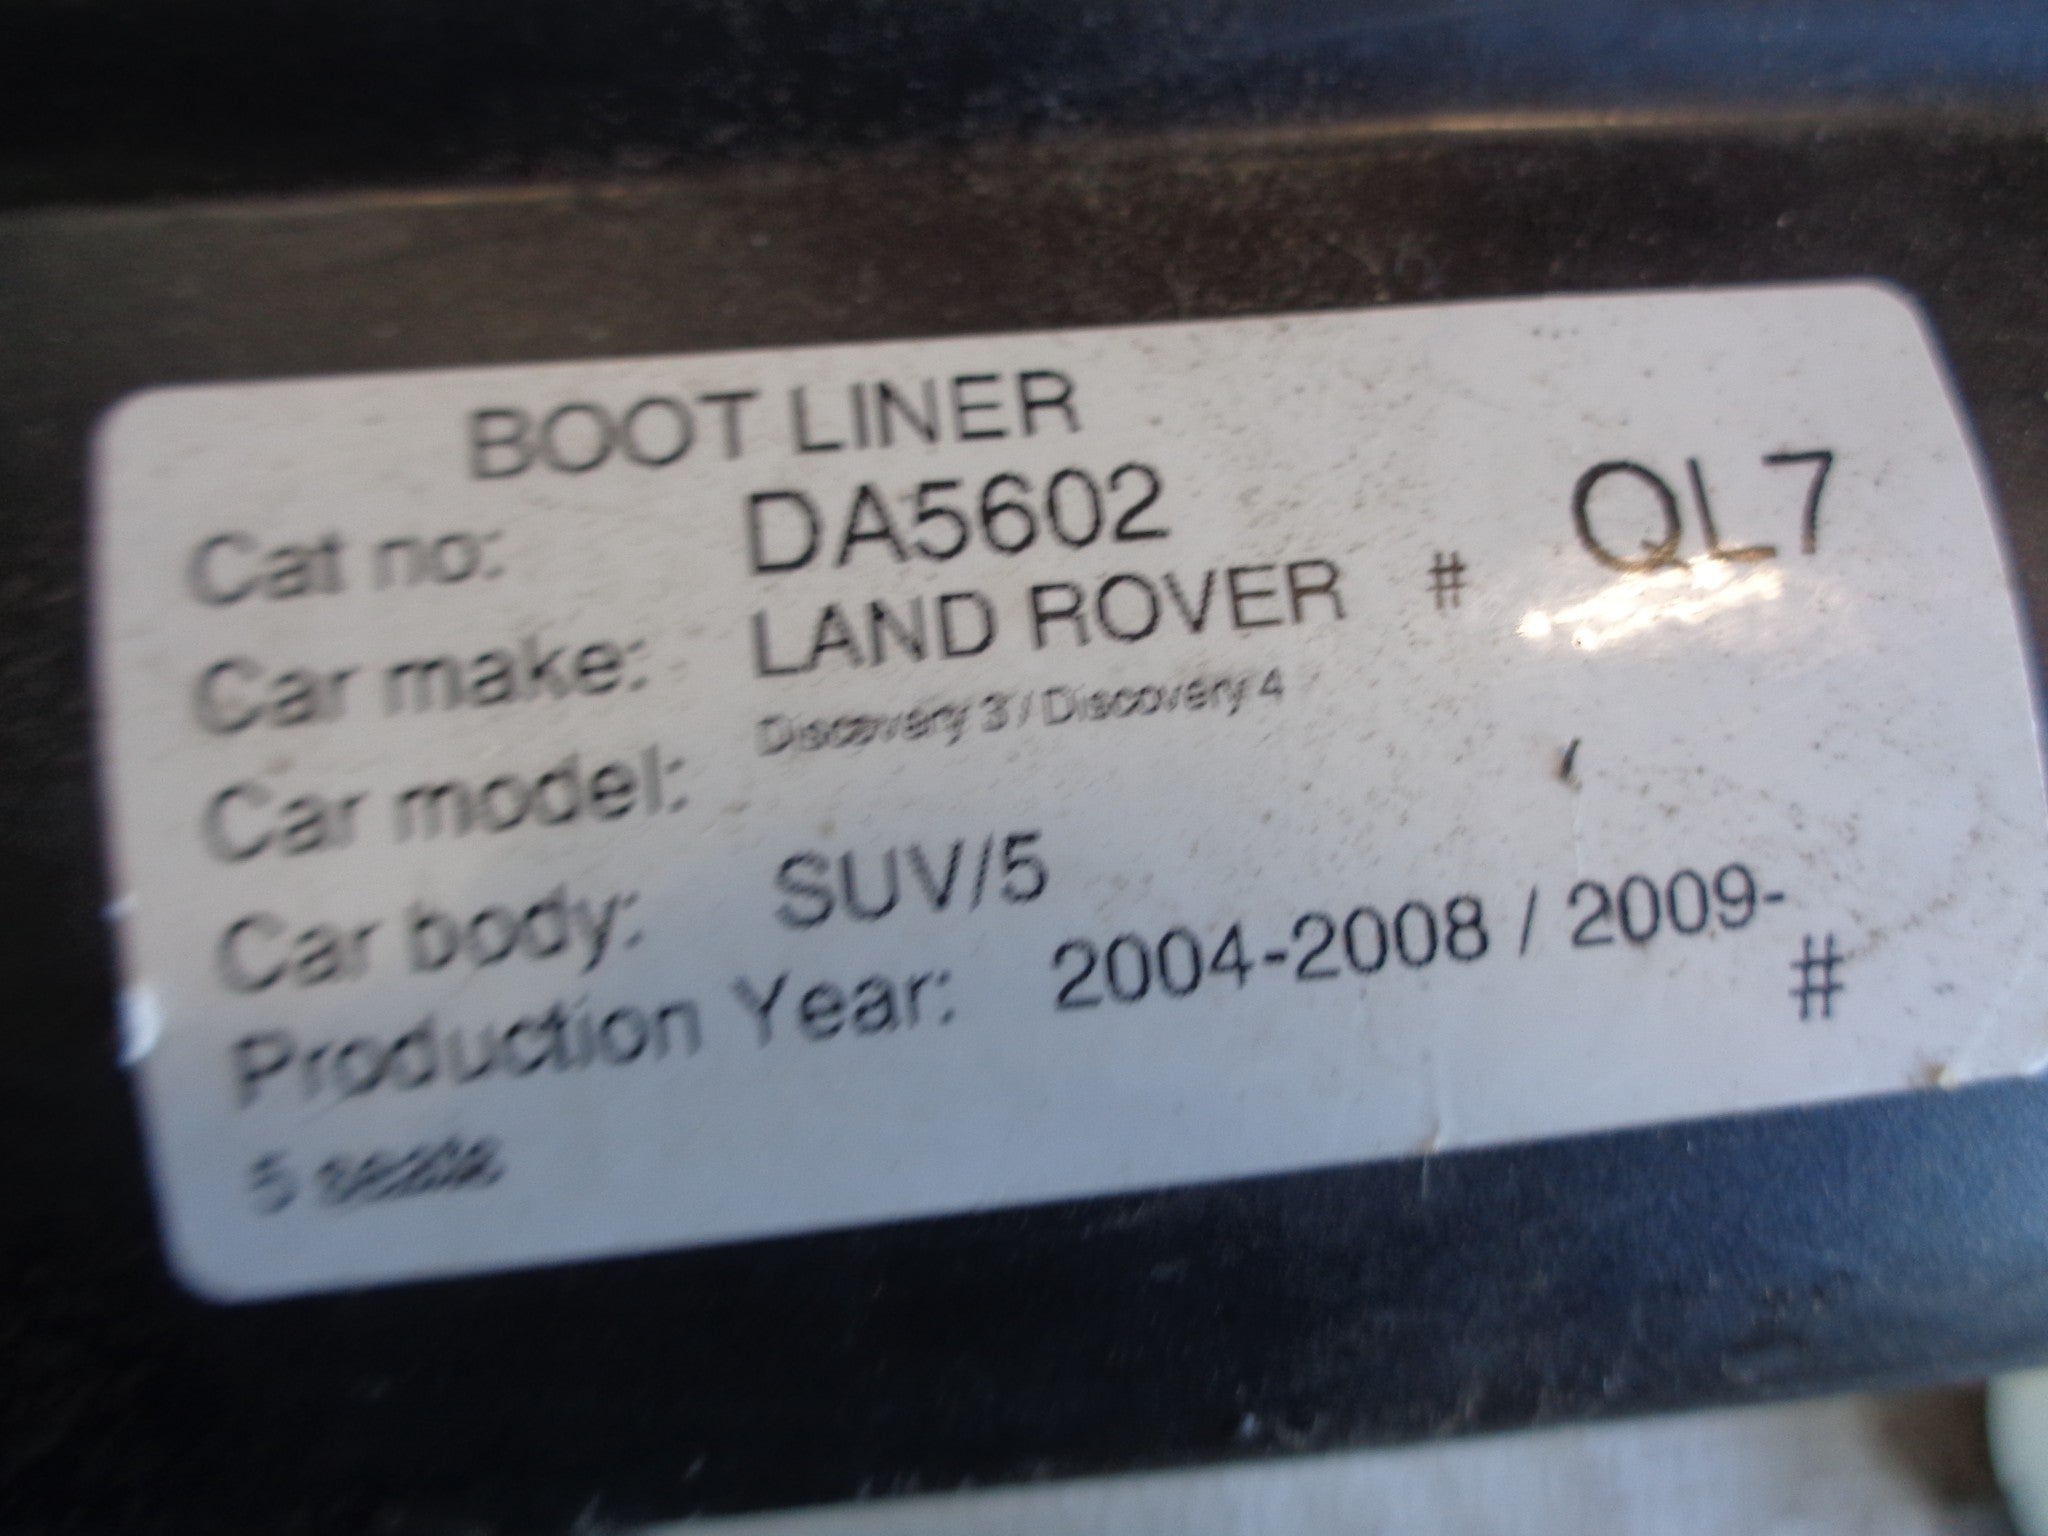 BOOT LINER
Cat no: DA5602 QL7
Car make: LAND ROVER #
Car model: Discovery 3 / Discovery 4
Car body: SUV/5
Production Year: 2004-2008 / 2009-
#
5 seats